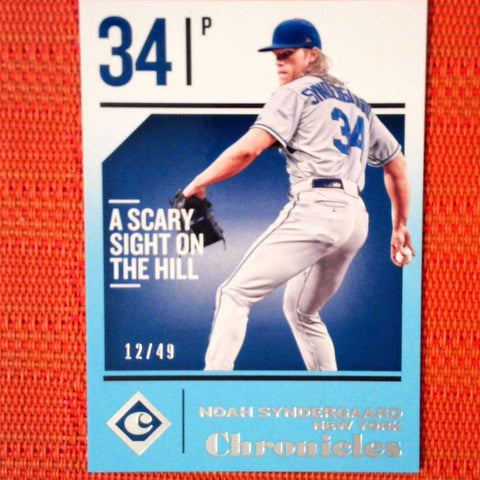 34 P
SYNDERGAARD
34
A SCARY
SIGHT ON
THE HILL
12/49
C
NOAH SYNDERGAARD
NEW YORK
Chronicles